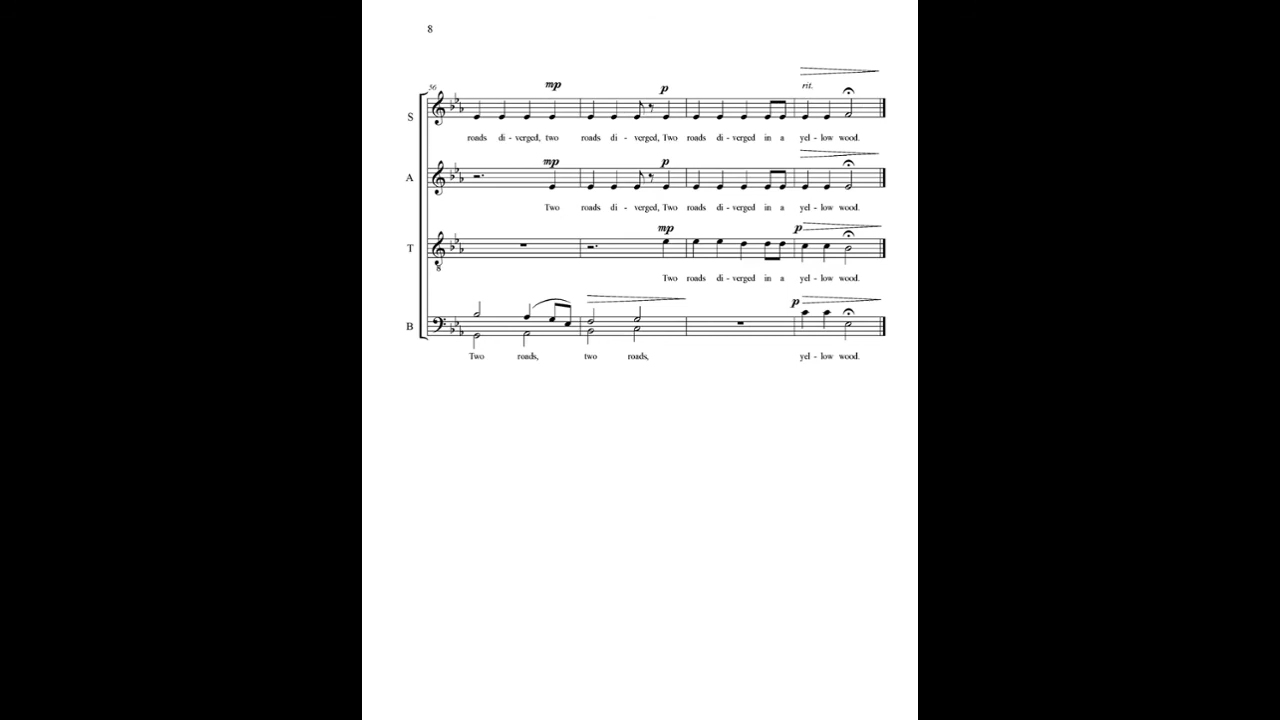 8
mp
p
rit.
56
S
roads di - verged, two roads di - verged, Two roads di - verged in a yel - low wood.
mp
p
A
Two roads di - verged, Two roads di - verged in a yel - low wood.
mp
p
T
8
Two roads di - verged in a yel - low wood.
p
B
Two roads, two roads, yel - low wood.